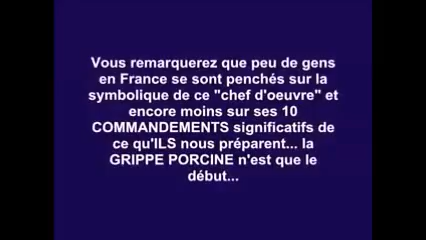 Vous remarquerez que peu de gens
en France se sont penchés sur la
symbolique de ce "chef d'oeuvre" et
encore moins sur ses 10
COMMANDEMENTS significatifs de
ce qu'ILS nous préparent... la
GRIPPE PORCINE n'est que le
début...